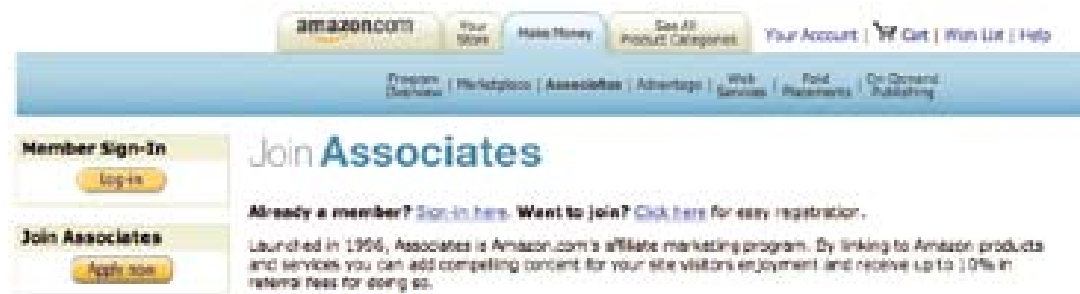 amazon.com Your Store Make Money See All Product Categories Your Account | Cart | Wish List | Help
Program Overview | Marketplace | Associates | Advantage | Web Services | Paid Placements | On Demand Publishing
Member Sign-In
Log-in
Join Associates
Apply now
Join Associates
Already a member? Sign-in here. Want to join? Click here for easy registration.
Launched in 1996, Associates is Amazon.com's affiliate marketing program. By linking to Amazon products
and services you can add compelling content for your site visitors enjoyment and receive up to 10% in
referral fees for doing so.